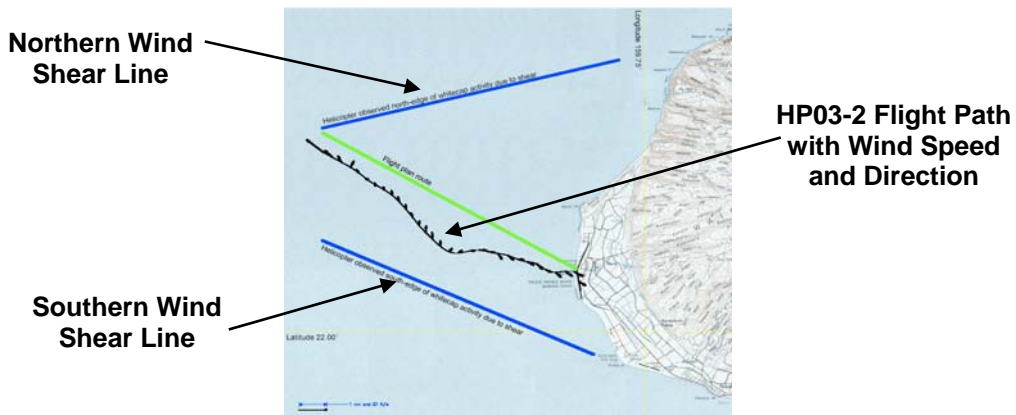 Northern Wind
Shear Line
Longitude 159.75'
Helicopter observed north-edge of whitecap activity due to shear
HP03-2 Flight Path
with Wind Speed
and Direction
Flight plan route
Helicopter observed south-edge of whitecap activity due to shear
Southern Wind
Shear Line
Latitude 22.00'